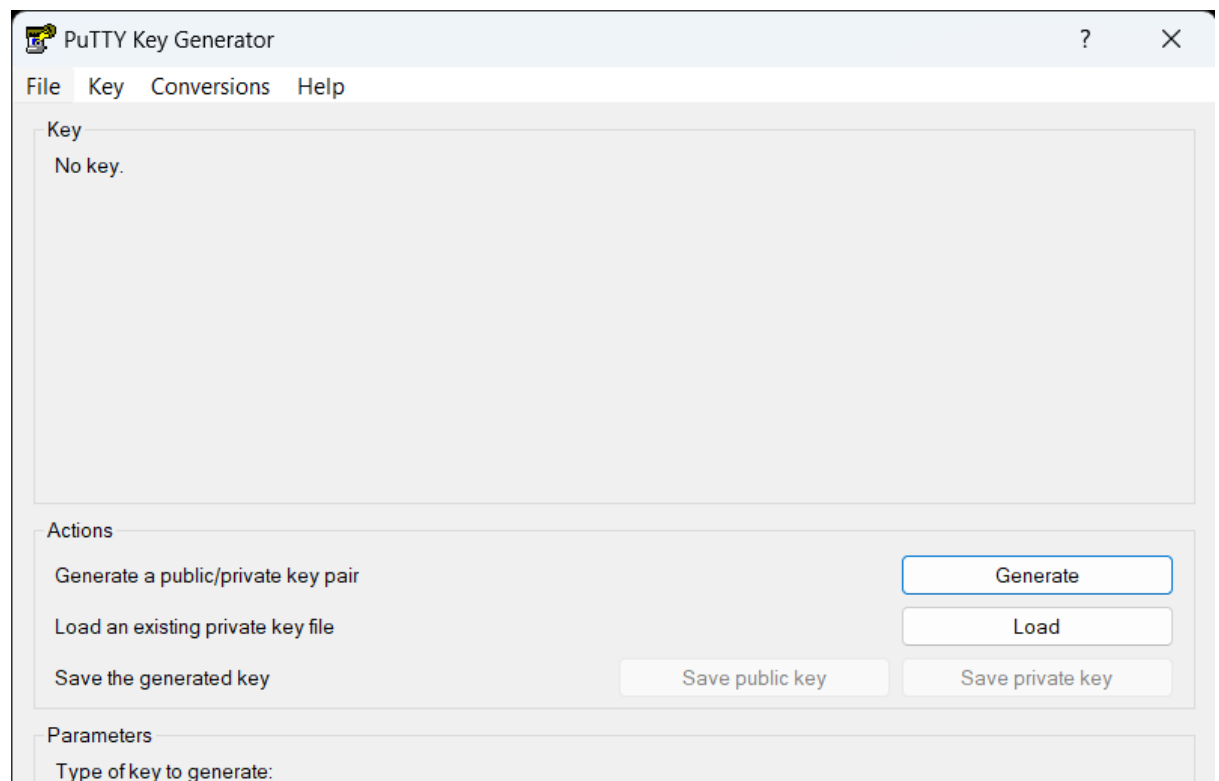 PuTTY Key Generator ? ×
File Key Conversions Help
Key
No key.
Actions
Generate a public/private key pair Generate
Load an existing private key file Load
Save the generated key Save public key Save private key
Parameters
Type of key to generate: